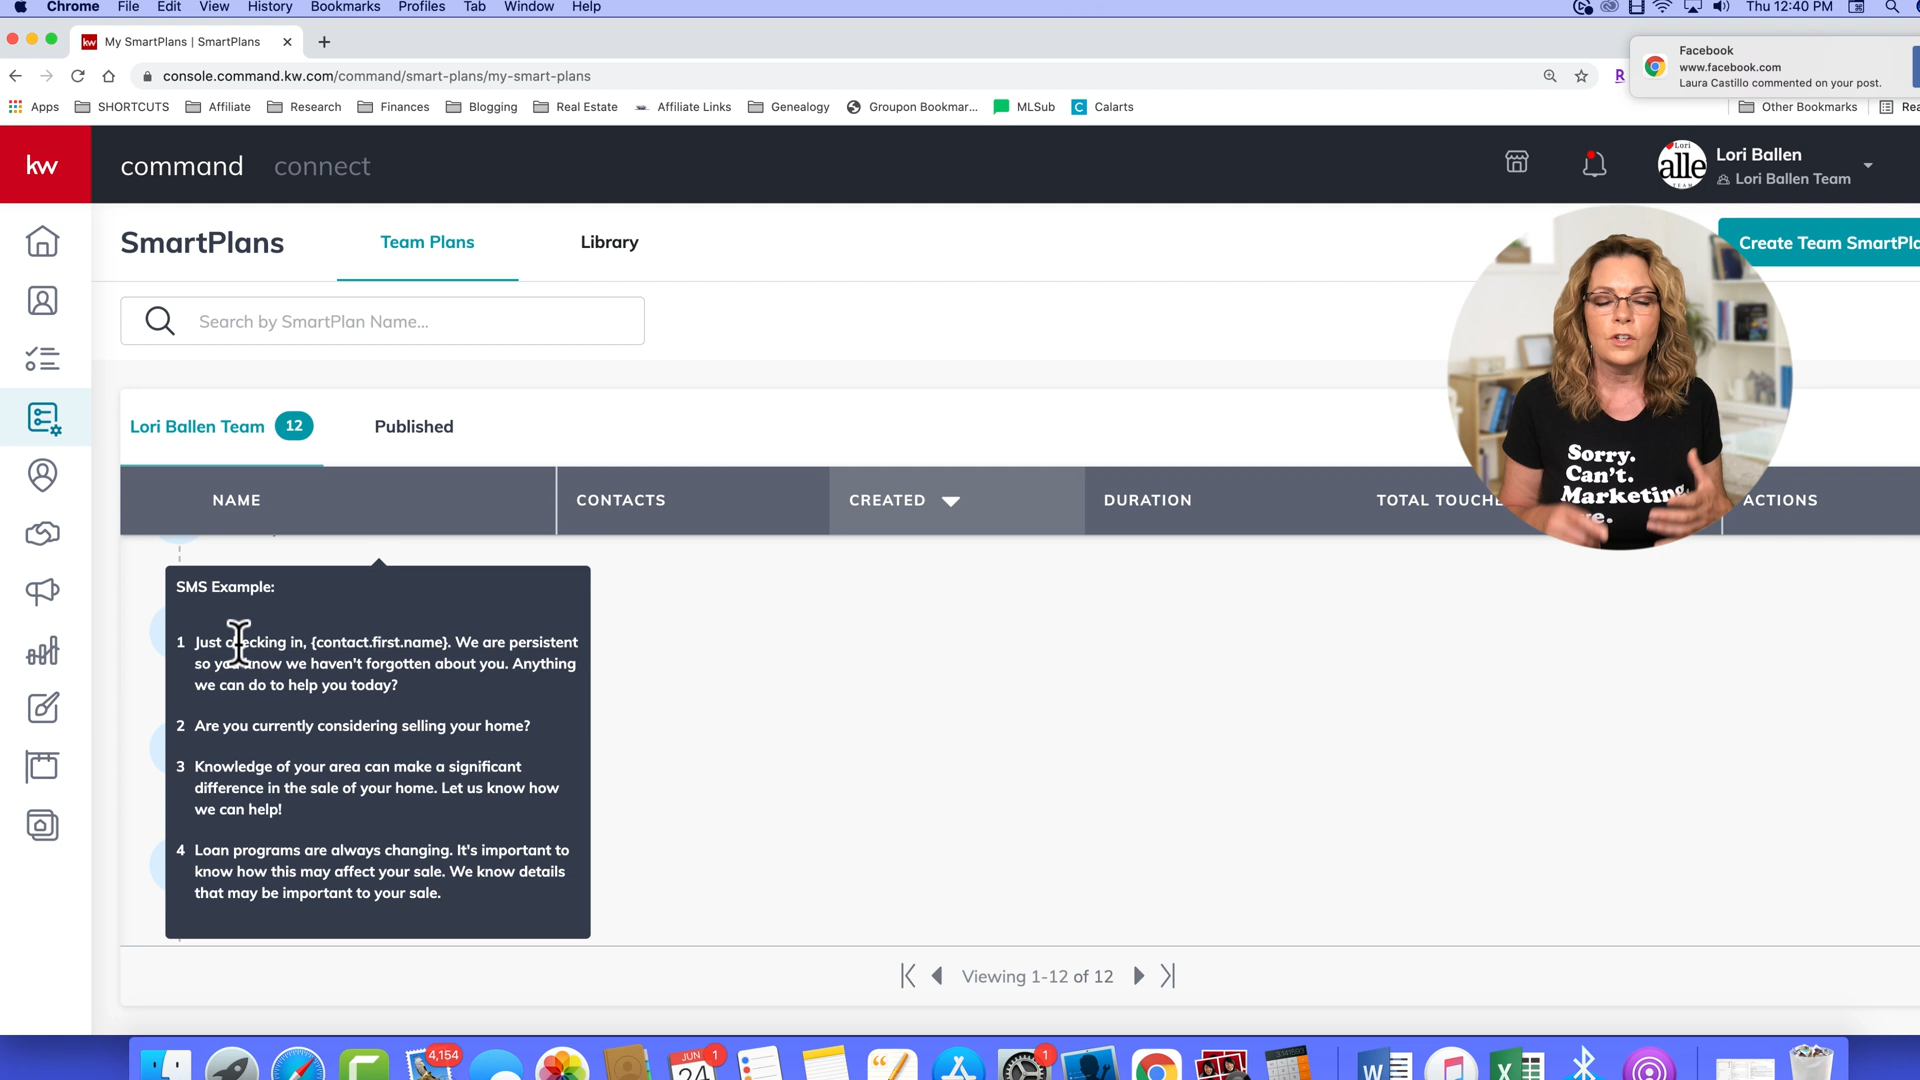 Chrome File Edit View History Bookmarks Profiles Tab Window Help
Thu 12:40 PM
My SmartPlans | SmartPlans
console.command.kw.com/command/smart-plans/my-smart-plans
Facebook
www.facebook.com
Laura Castillo commented on your post.
Apps SHORTCUTS Affiliate Research Finances Blogging Real Estate Affiliate Links Genealogy Groupon Bookmar... MLSub Calarts Other Bookmarks
kw command connect
Lori Ballen
Lori Ballen Team
SmartPlans Team Plans Library
Create Team
Search by SmartPlan Name...
Lori Ballen Team 12 Published
NAME CONTACTS CREATED DURATION TOTAL ACTIONS
Sorry.
Can't.
Marketing
SMS Example:
1 Just checking in, {contact.first.name}. We are persistent
so you know we haven't forgotten about you. Anything
we can do to help you today?
2 Are you currently considering selling your home?
3 Knowledge of your area can make a significant
difference in the sale of your home. Let us know how
we can help!
4 Loan programs are always changing. It's important to
know how this may affect your sale. We know details
that may be important to your sale.
Viewing 1-12 of 12
4,154
JUN 1
24
1